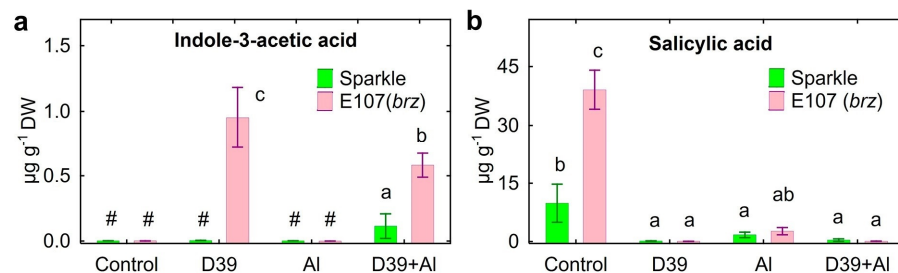 a
Indole-3-acetic acid
Sparkle
E107(brz)
µg g-1 DW
1.5
1.0
0.5
0.0
# # # c # # a b
Control D39 Al D39+Al
b
Salicylic acid
Sparkle
E107 (brz)
µg g-1 DW
45
30
15
0
b c a a a ab a a
Control D39 Al D39+Al